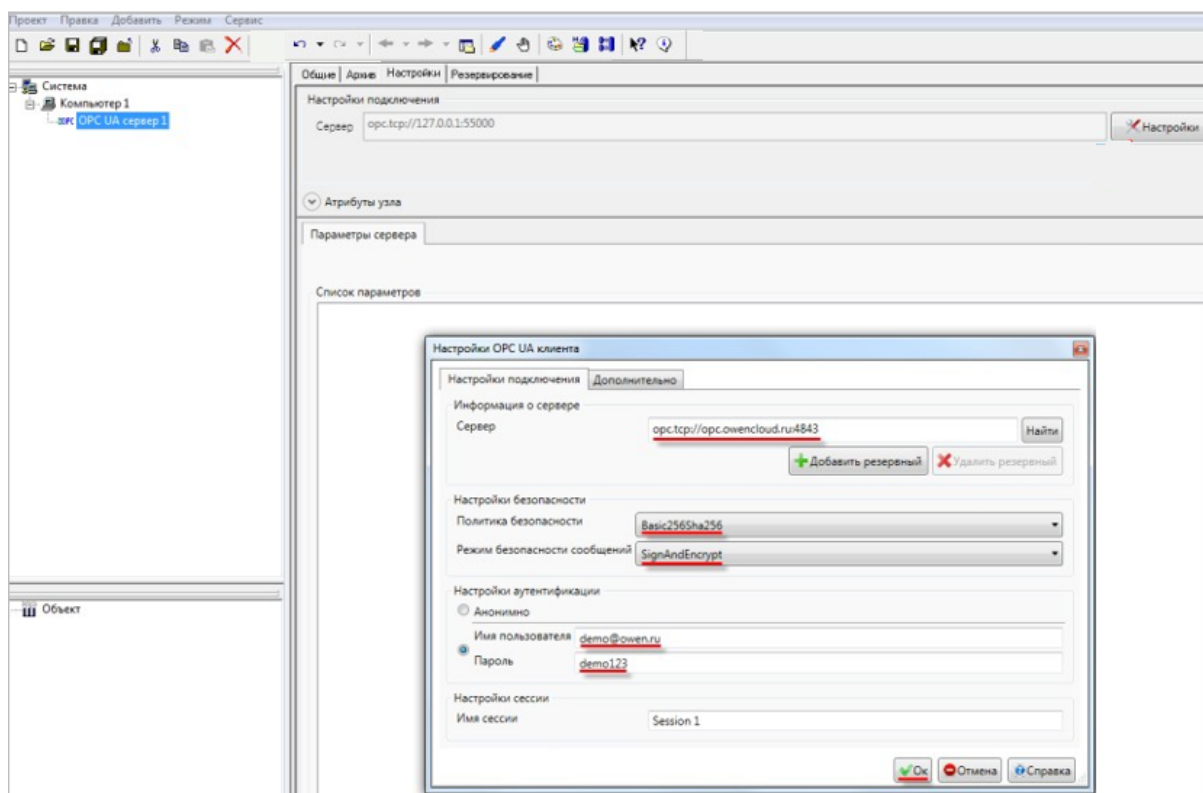 Проект Правка Добавить Режим Сервис
Система
Компьютер 1
OPC UA сервер 1
Объект
Общие Архив Настройки Резервирование
Настройки подключения
Сервер opc.tcp://127.0.0.1:55000 Настройки
Атрибуты узла
Параметры сервера
Список параметров
Настройки OPC UA клиента
Настройки подключения Дополнительно
Информация о сервере
Сервер opc.tcp://opc.owencloud.ru:4843 Найти
Добавить резервный Удалить резервный
Настройки безопасности
Политика безопасности Basic256Sha256
Режим безопасности сообщений SignAndEncrypt
Настройки аутентификации
Анонимно
Имя пользователя demo@owen.ru
Пароль demo123
Настройки сессии
Имя сессии Session 1
Ок Отмена Справка